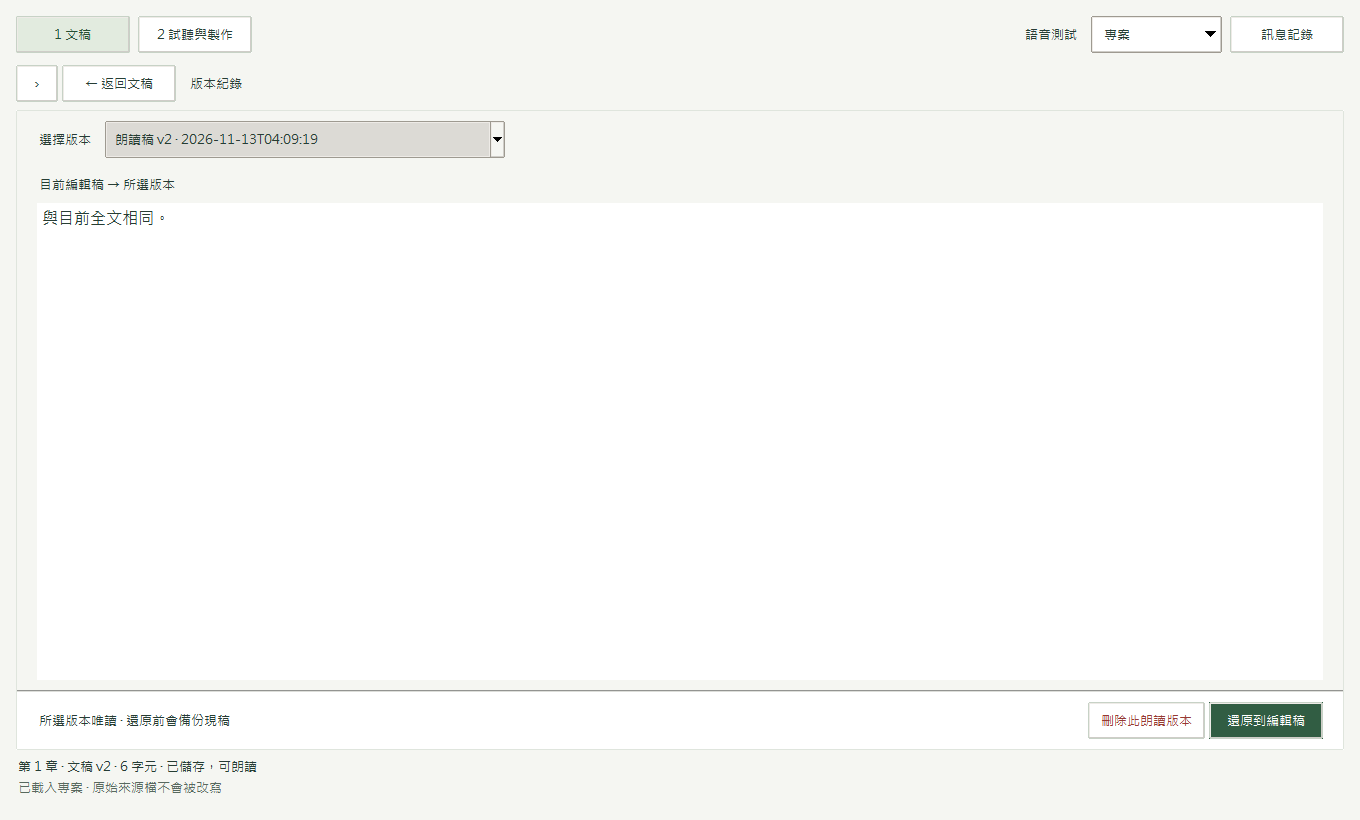 1 文稿
2 試聽與製作
語音測試
專案
訊息記錄
›
← 返回文稿
版本紀錄
選擇版本
朗讀稿 v2 · 2026-11-13T04:09:19
目前編輯稿 → 所選版本
與目前全文相同。
所選版本唯讀 · 還原前會備份現稿
刪除此朗讀版本
還原到編輯稿
第 1 章 · 文稿 v2 · 6 字元 · 已儲存，可朗讀
已載入專案 · 原始來源檔不會被改寫